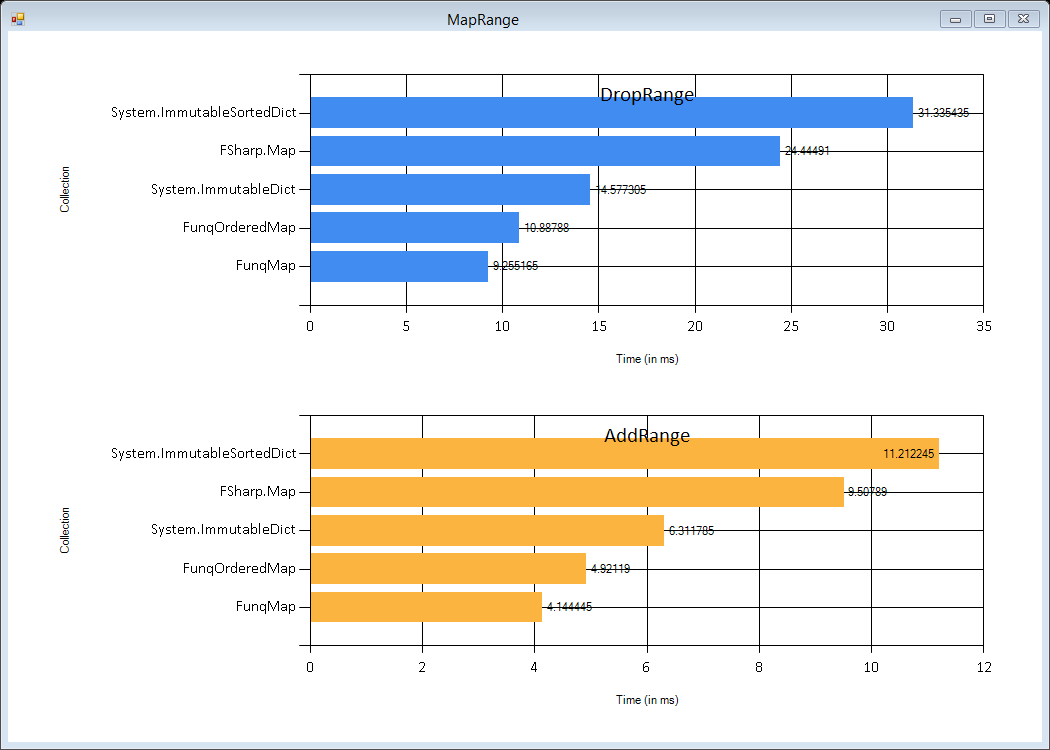 MapRange
DropRange
System.ImmutableSortedDict 31.335435
FSharp.Map 24.44491
System.ImmutableDict 14.577305
FunqOrderedMap 10.88788
FunqMap 9.255165
Collection
0 5 10 15 20 25 30 35
Time (in ms)
AddRange
System.ImmutableSortedDict 11.212245
FSharp.Map 9.50789
System.ImmutableDict 6.311785
FunqOrderedMap 4.92119
FunqMap 4.144445
Collection
0 2 4 6 8 10 12
Time (in ms)